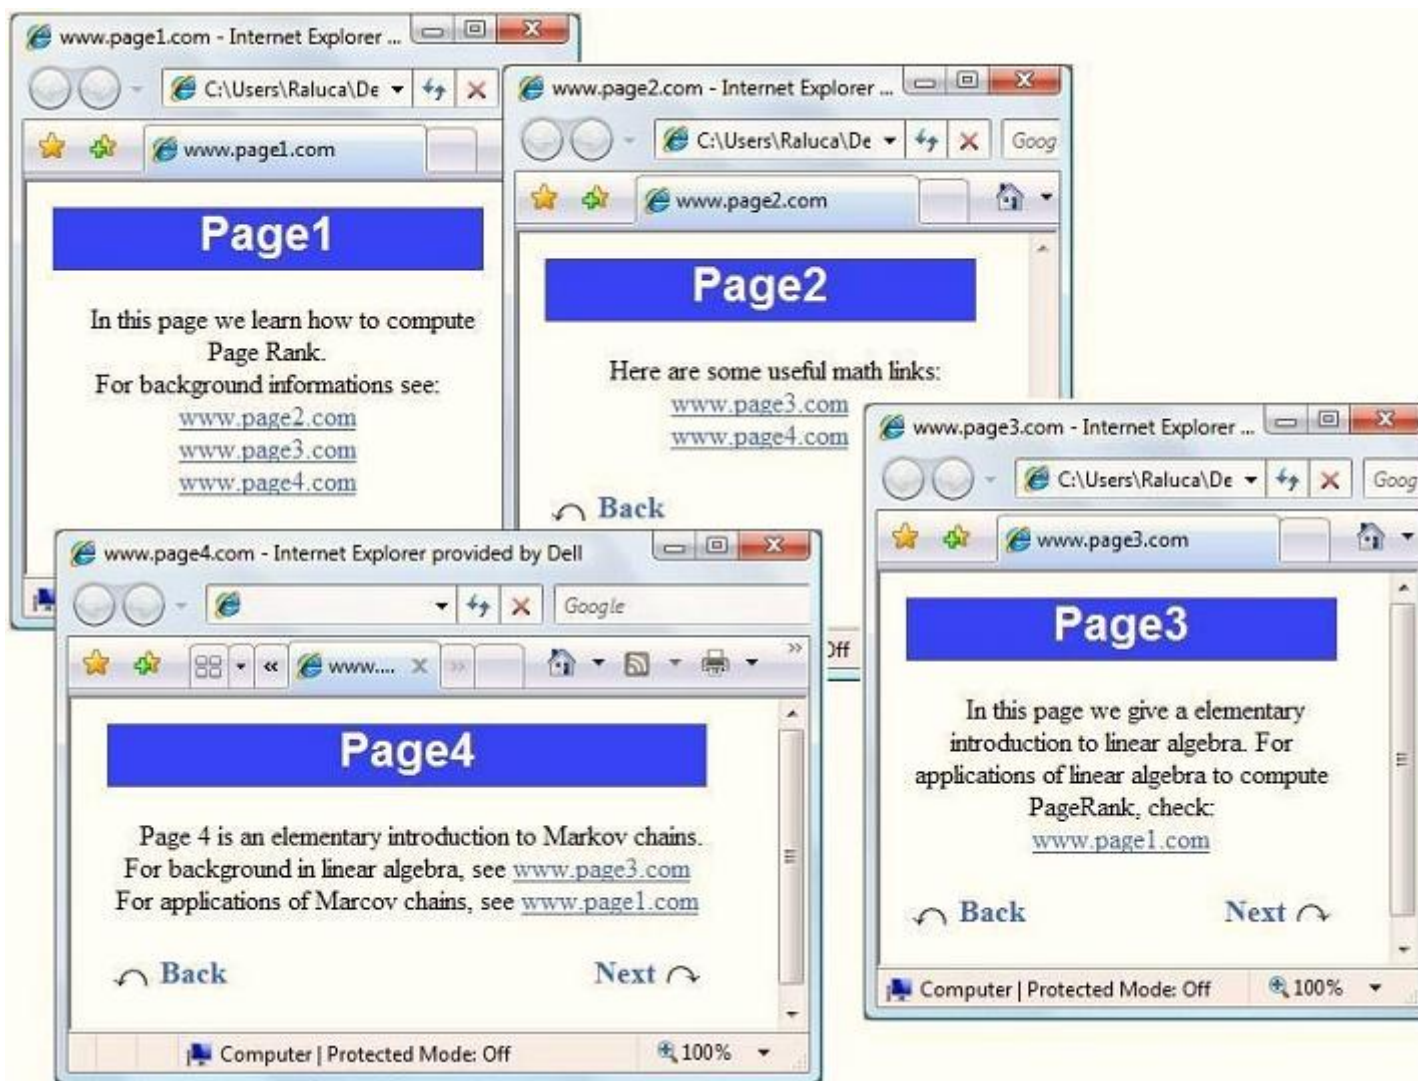 www.page1.com - Internet Explorer ...
C:\Users\Raluca\De
www.page1.com
Page1
In this page we learn how to compute
Page Rank.
For background informations see:
www.page2.com
www.page3.com
www.page4.com
www.page2.com - Internet Explorer ...
C:\Users\Raluca\De
Goog
www.page2.com
Page2
Here are some useful math links:
www.page3.com
www.page4.com
Back
Off
www.page3.com - Internet Explorer ...
C:\Users\Raluca\De
Goog
www.page3.com
Page3
In this page we give a elementary
introduction to linear algebra. For
applications of linear algebra to compute
PageRank, check:
www.page1.com
Back Next
Computer | Protected Mode: Off 100%
www.page4.com - Internet Explorer provided by Dell
Google
www....
Page4
Page 4 is an elementary introduction to Markov chains.
For background in linear algebra, see www.page3.com
For applications of Marcov chains, see www.page1.com
Back Next
Computer | Protected Mode: Off 100%